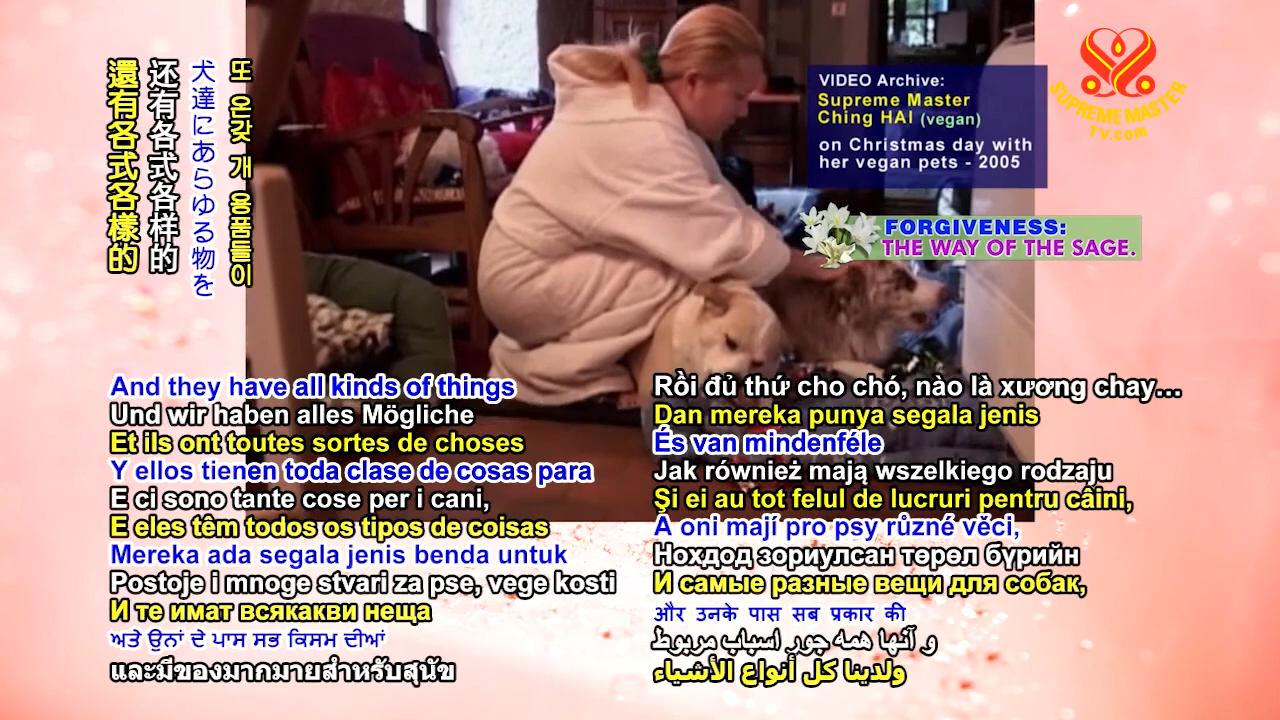 還有各式各樣的
还有各式各样的
犬達にあらゆる物を
또 온갖 개 용품들이
VIDEO Archive:
Supreme Master
Ching HAI (vegan)
on Christmas day with
her vegan pets - 2005
SUPREME MASTER
TV.com
FORGIVENESS:
THE WAY OF THE SAGE.
And they have all kinds of things
Und wir haben alles Mögliche
Et ils ont toutes sortes de choses
Y ellos tienen toda clase de cosas para
E ci sono tante cose per i cani,
E eles têm todos os tipos de coisas
Mereka ada segala jenis benda untuk
Postoje i mnoge stvari za pse, vege kosti
И те имат всякакви неща
ਅਤੇ ਉਨਾਂ ਦੇ ਪਾਸ ਸਭ ਕਿਸਮ ਦੀਆਂ
และมีของมากมายสำหรับสุนัข
Rồi đủ thứ cho chó, nào là xương chay...
Dan mereka punya segala jenis
És van mindenféle
Jak również mają wszelkiego rodzaju
Şi ei au tot felul de lucruri pentru câini,
A oni mají pro psy různé věci,
Нохдод зориулсан төрөл бүрийн
И самые разные вещи для собак,
और उनके पास सब प्रकार की
و آنها همه جور اسباب مربوط
ولدينا كل أنواع الأشياء